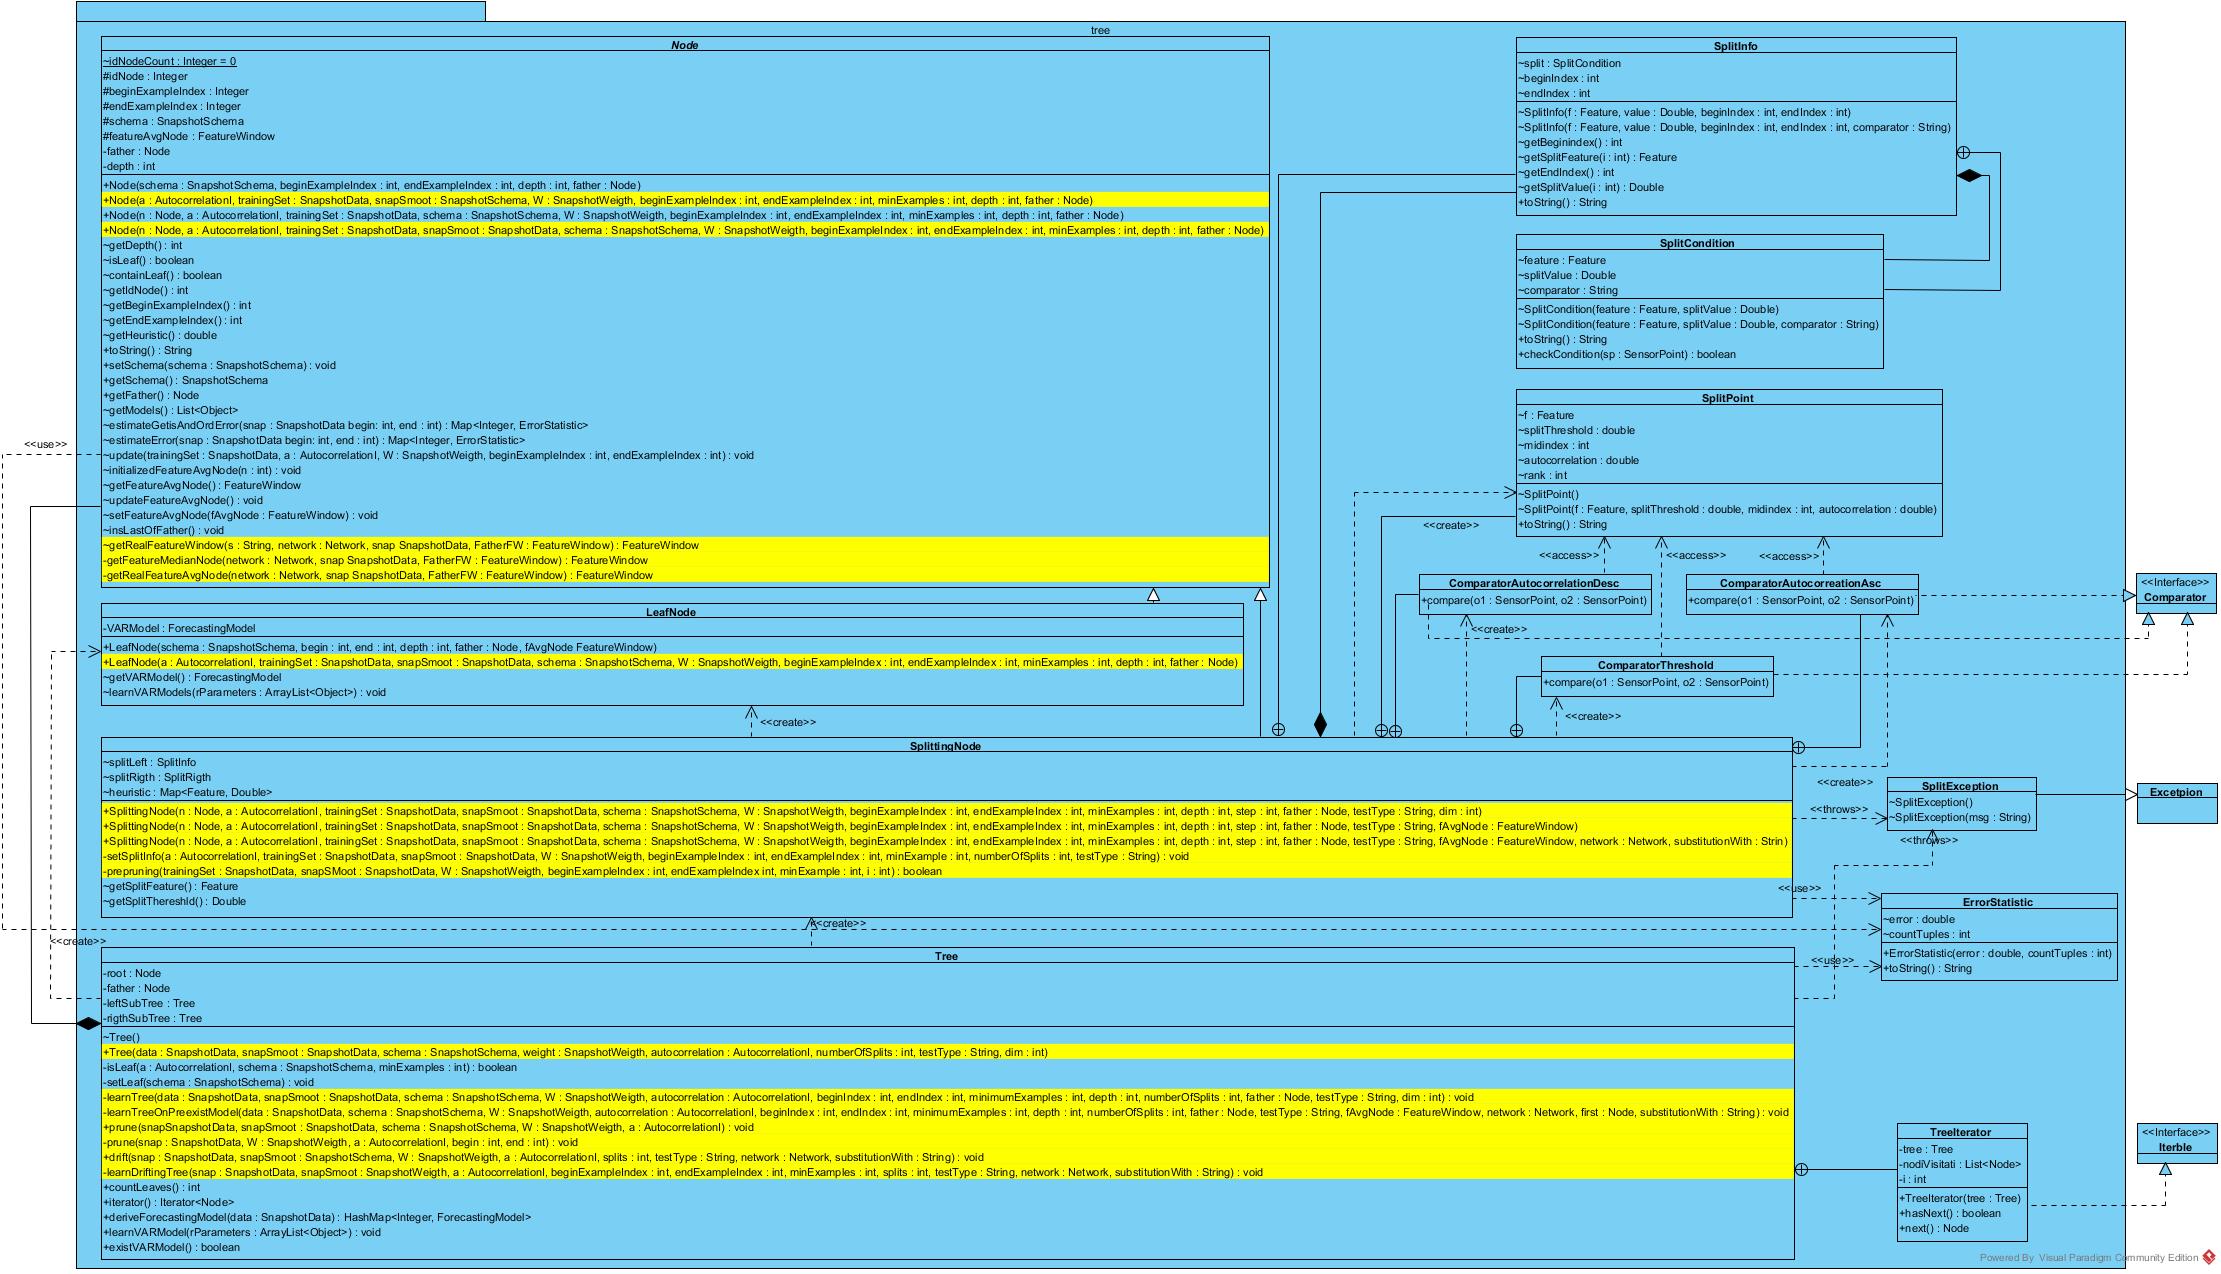 tree
Node
~idNodeCount : Integer = 0
#idNode : Integer
#beginExampleIndex : Integer
#endExampleIndex : Integer
#schema : SnapshotSchema
#featureAvgNode : FeatureWindow
-father : Node
-depth : int
+Node(schema : SnapshotSchema, beginExampleIndex : int, endExampleIndex : int, depth : int, father : Node)
+Node(a : AutocorrelationI, trainingSet : SnapshotData, snapSmoot : SnapshotSchema, W : SnapshotWeigth, beginExampleIndex : int, endExampleIndex : int, minExamples : int, depth : int, father : Node)
+Node(n : Node, a : AutocorrelationI, trainingSet : SnapshotData, schema : SnapshotSchema, W : SnapshotWeigth, beginExampleIndex : int, endExampleIndex : int, minExamples : int, depth : int, father : Node)
+Node(n : Node, a : AutocorrelationI, trainingSet : SnapshotData, snapSmoot : SnapshotData, schema : SnapshotSchema, W : SnapshotWeigth, beginExampleIndex : int, endExampleIndex : int, minExamples : int, depth : int, father : Node)
~getDepth() : int
~isLeaf() : boolean
~containLeaf() : boolean
~getIdNode() : int
~getBeginExampleIndex() : int
~getEndExampleIndex() : int
~getHeuristic() : double
+toString() : String
+setSchema(schema : SnapshotSchema) : void
+getSchema() : SnapshotSchema
+getFather() : Node
~getModels() : List<Object>
~estimateGetisAndOrdError(snap : SnapshotData begin: int, end : int) : Map<Integer, ErrorStatistic>
~estimateError(snap : SnapshotData begin: int, end : int) : Map<Integer, ErrorStatistic>
~update(trainingSet : SnapshotData, a : AutocorrelationI, W : SnapshotWeigth, beginExampleIndex : int, endExampleIndex : int) : void
~initializedFeatureAvgNode(n : int) : void
~getFeatureAvgNode() : FeatureWindow
~updateFeatureAvgNode() : void
~setFeatureAvgNode(fAvgNode : FeatureWindow) : void
~insLastOfFather() : void
~getRealFeatureWindow(s : String, network : Network, snap SnapshotData, FatherFW : FeatureWindow) : FeatureWindow
-getFeatureMedianNode(network : Network, snap SnapshotData, FatherFW : FeatureWindow) : FeatureWindow
-getRealFeatureAvgNode(network : Network, snap SnapshotData, FatherFW : FeatureWindow) : FeatureWindow
SplitInfo
~split : SplitCondition
~beginIndex : int
~endIndex : int
~SplitInfo(f : Feature, value : Double, beginIndex : int, endIndex : int)
~SplitInfo(f : Feature, value : Double, beginIndex : int, endIndex : int, comparator : String)
~getBeginindex() : int
~getSplitFeature(i : int) : Feature
~getEndIndex() : int
~getSplitValue(i : int) : Double
+toString() : String
SplitCondition
~feature : Feature
~splitValue : Double
~comparator : String
~SplitCondition(feature : Feature, splitValue : Double)
~SplitCondition(feature : Feature, splitValue : Double, comparator : String)
+toString() : String
+checkCondition(sp : SensorPoint) : boolean
SplitPoint
~f : Feature
~splitThreshold : double
~midindex : int
~autocorrelation : double
~rank : int
~SplitPoint()
~SplitPoint(f : Feature, splitThreshold : double, midindex : int, autocorrelation : double)
+toString() : String
<<use>>
<<create>>
<<access>>
<<access>>
<<access>>
ComparatorAutocorrelationDesc
+compare(o1 : SensorPoint, o2 : SensorPoint)
ComparatorAutocorreationAsc
+compare(o1 : SensorPoint, o2 : SensorPoint)
<<Interface>>
Comparator
<<create>>
ComparatorThreshold
+compare(o1 : SensorPoint, o2 : SensorPoint)
<<create>>
LeafNode
-VARModel : ForecastingModel
+LeafNode(schema : SnapshotSchema, begin : int, end : int, depth : int, father : Node, fAvgNode FeatureWindow)
+LeafNode(a : AutocorrelationI, trainingSet : SnapshotData, snapSmoot : SnapshotData, schema : SnapshotSchema, W : SnapshotWeigth, beginExampleIndex : int, endExampleIndex : int, minExamples : int, depth : int, father : Node)
~getVARModel() : ForecastingModel
~learnVARModels(rParameters : ArrayList<Object>) : void
<<create>>
SplittingNode
~splitLeft : SplitInfo
~splitRigth : SplitRigth
~heuristic : Map<Feature, Double>
+SplittingNode(n : Node, a : AutocorrelationI, trainingSet : SnapshotData, snapSmoot : SnapshotData, schema : SnapshotSchema, W : SnapshotWeigth, beginExampleIndex : int, endExampleIndex : int, minExamples : int, depth : int, step : int, father : Node, testType : String, dim : int)
+SplittingNode(n : Node, a : AutocorrelationI, trainingSet : SnapshotData, snapSmoot : SnapshotData, schema : SnapshotSchema, W : SnapshotWeigth, beginExampleIndex : int, endExampleIndex : int, minExamples : int, depth : int, step : int, father : Node, testType : String, fAvgNode : FeatureWindow)
+SplittingNode(n : Node, a : AutocorrelationI, trainingSet : SnapshotData, snapSmoot : SnapshotData, schema : SnapshotSchema, W : SnapshotWeigth, beginExampleIndex : int, endExampleIndex : int, minExamples : int, depth : int, step : int, father : Node, testType : String, fAvgNode : FeatureWindow, network : Network, substitutionWith : Strin)
-setSplitInfo(a : AutocorrelationI, trainingSet : SnapshotData, snapSmoot : SnapshotData, W : SnapshotWeigth, beginExampleIndex : int, endExampleIndex : int, minExample : int, numberOfSplits : int, testType : String) : void
-prepruning(trainingSet : SnapshotData, snapSMoot : SnapshotData, W : SnapshotWeigth, beginExampleIndex : int, endExampleIndex int, minExample : int, i : int) : boolean
~getSplitFeature() : Feature
~getSplitThereshld() : Double
<<create>>
SplitException
~SplitException()
~SplitException(msg : String)
<<throws>>
<<throws>>
Excetpion
<<use>>
ErrorStatistic
~error : double
~countTuples : int
+ErrorStatistic(error : double, countTuples : int)
+toString() : String
<<use>>
<<create>>
<<create>>
Tree
-root : Node
-father : Node
-leftSubTree : Tree
-rigthSubTree : Tree
~Tree()
+Tree(data : SnapshotData, snapSmoot : SnapshotData, schema : SnapshotSchema, weight : SnapshotWeigth, autocorrelation : AutocorrelationI, numberOfSplits : int, testType : String, dim : int)
-isLeaf(a : AutocorrelationI, schema : SnapshotSchema, minExamples : int) : boolean
-setLeaf(schema : SnapshotSchema) : void
-learnTree(data : SnapshotData, snapSmoot : SnapshotData, schema : SnapshotSchema, W : SnapshotWeigth, autocorrelation : AutocorrelationI, beginIndex : int, endIndex : int, minimumExamples : int, depth : int, numberOfSplits : int, father : Node, testType : String, dim : int) : void
-learnTreeOnPreexistModel(data : SnapshotData, schema : SnapshotSchema, W : SnapshotWeigth, autocorrelation : AutocorrelationI, beginIndex : int, endIndex : int, minimumExamples : int, depth : int, numberOfSplits : int, father : Node, testType : String, fAvgNode : FeatureWindow, network : Network, first : Node, substitutionWith : String) : void
+prune(snapSnapshotData, snapSmoot : SnapshotData, schema : SnapshotSchema, W : SnapshotWeigth, a : AutocorrelationI) : void
-prune(snap : SnapshotData, W : SnapshotWeigth, a : AutocorrelationI, begin : int, end : int) : void
+drift(snap : SnapshotData, snapSmoot : SnapshotSchema, W : SnapshotWeigth, a : AutocorrelationI, splits : int, testType : String, network : Network, substitutionWith : String) : void
-learnDriftingTree(snap : SnapshotData, snapSmoot : SnapshotWeigth, a : AutocorrelationI, beginExampleIndex : int, endExampleIndex : int, minExamples : int, splits : int, testType : String, network : Network, substitutionWith : String) : void
+countLeaves() : int
+iterator() : Iterator<Node>
+deriveForecastingModel(data : SnapshotData) : HashMap<Integer, ForecastingModel>
+learnVARModel(rParameters : ArrayList<Object>) : void
+existVARModel() : boolean
TreeIterator
-tree : Tree
-nodiVisitati : List<Node>
-i : int
+TreeIterator(tree : Tree)
+hasNext() : boolean
+next() : Node
<<Interface>>
Iterble
Powered By Visual Paradigm Community Edition